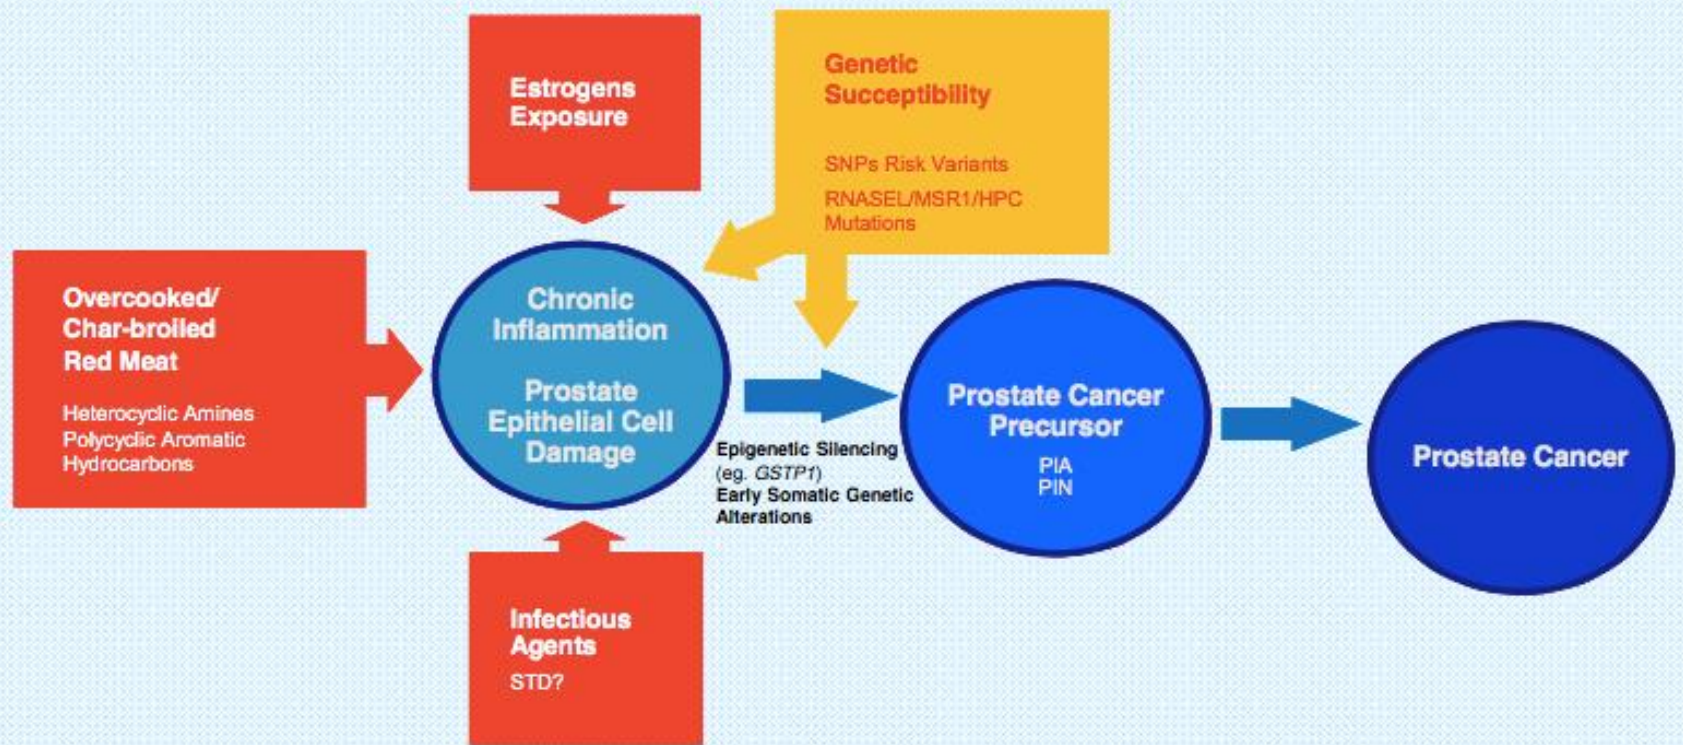 Estrogens
Exposure
Genetic
Succeptibility
SNPs Risk Variants
RNASEL/MSR1/HPC
Mutations
Overcooked/
Char-broiled
Red Meat
Heterocyclic Amines
Polycyclic Aromatic
Hydrocarbons
Chronic
Inflammation
Prostate
Epithelial Cell
Damage
Epigenetic Silencing
(eg. GSTP1)
Early Somatic Genetic
Alterations
Prostate Cancer
Precursor
PIA
PIN
Prostate Cancer
Infectious
Agents
STD?